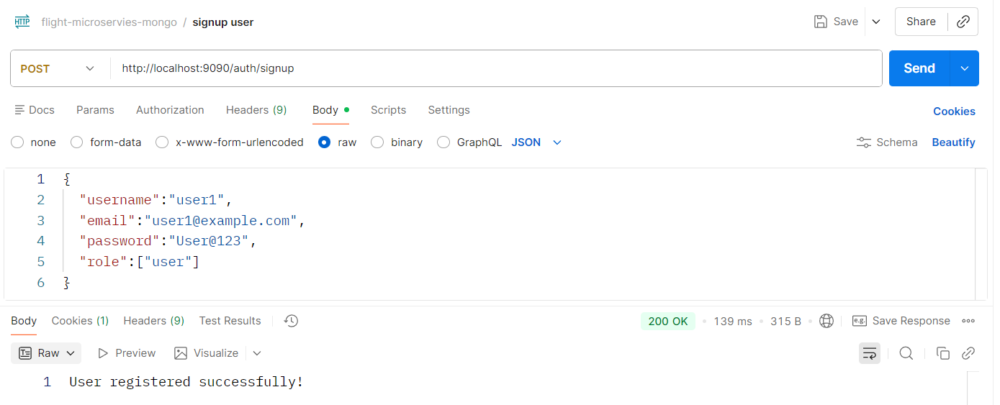 HTTP flight-microservies-mongo / signup user Save Share
POST http://localhost:9090/auth/signup Send
Docs Params Authorization Headers (9) Body Scripts Settings Cookies
none form-data x-www-form-urlencoded raw binary GraphQL JSON Schema Beautify
1 {
2 "username":"user1",
3 "email":"user1@example.com",
4 "password":"User@123",
5 "role":["user"]
6 }
Body Cookies (1) Headers (9) Test Results 200 OK • 139 ms • 315 B • e.g. Save Response
Raw Preview Visualize
1 User registered successfully!